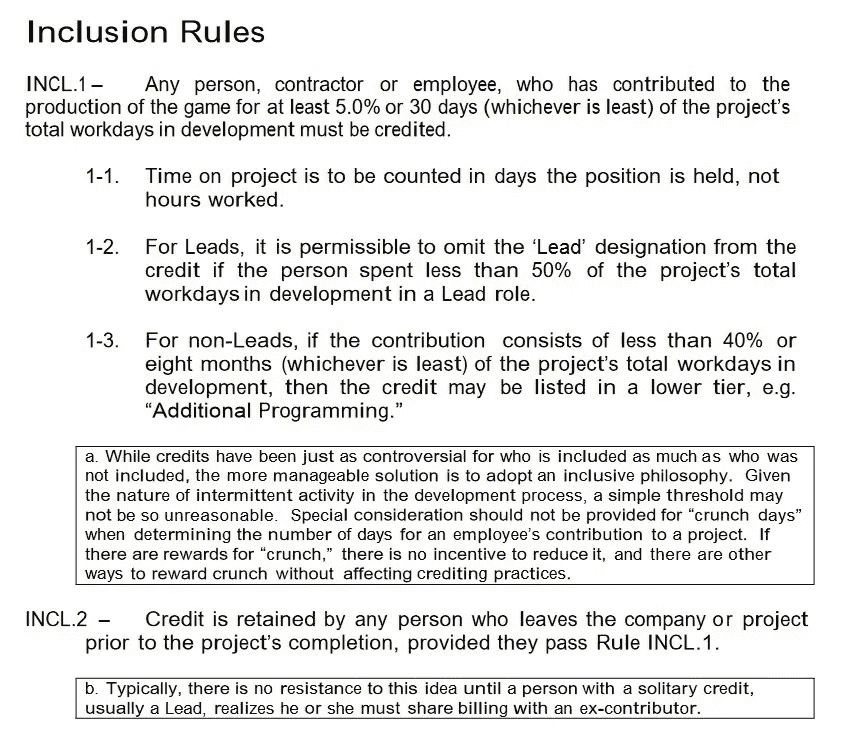 Inclusion Rules
INCL.1 – Any person, contractor or employee, who has contributed to the
production of the game for at least 5.0% or 30 days (whichever is least) of the project's
total workdays in development must be credited.
1-1. Time on project is to be counted in days the position is held, not
hours worked.
1-2. For Leads, it is permissible to omit the 'Lead' designation from the
credit if the person spent less than 50% of the project's total
workdays in development in a Lead role.
1-3. For non-Leads, if the contribution consists of less than 40% or
eight months (whichever is least) of the project's total workdays in
development, then the credit may be listed in a lower tier, e.g.
“Additional Programming.”
a. While credits have been just as controversial for who is included as much as who was
not included, the more manageable solution is to adopt an inclusive philosophy. Given
the nature of intermittent activity in the development process, a simple threshold may
not be so unreasonable. Special consideration should not be provided for “crunch days”
when determining the number of days for an employee's contribution to a project. If
there are rewards for “crunch,” there is no incentive to reduce it, and there are other
ways to reward crunch without affecting crediting practices.
INCL.2 – Credit is retained by any person who leaves the company or project
prior to the project's completion, provided they pass Rule INCL.1.
b. Typically, there is no resistance to this idea until a person with a solitary credit,
usually a Lead, realizes he or she must share billing with an ex-contributor.